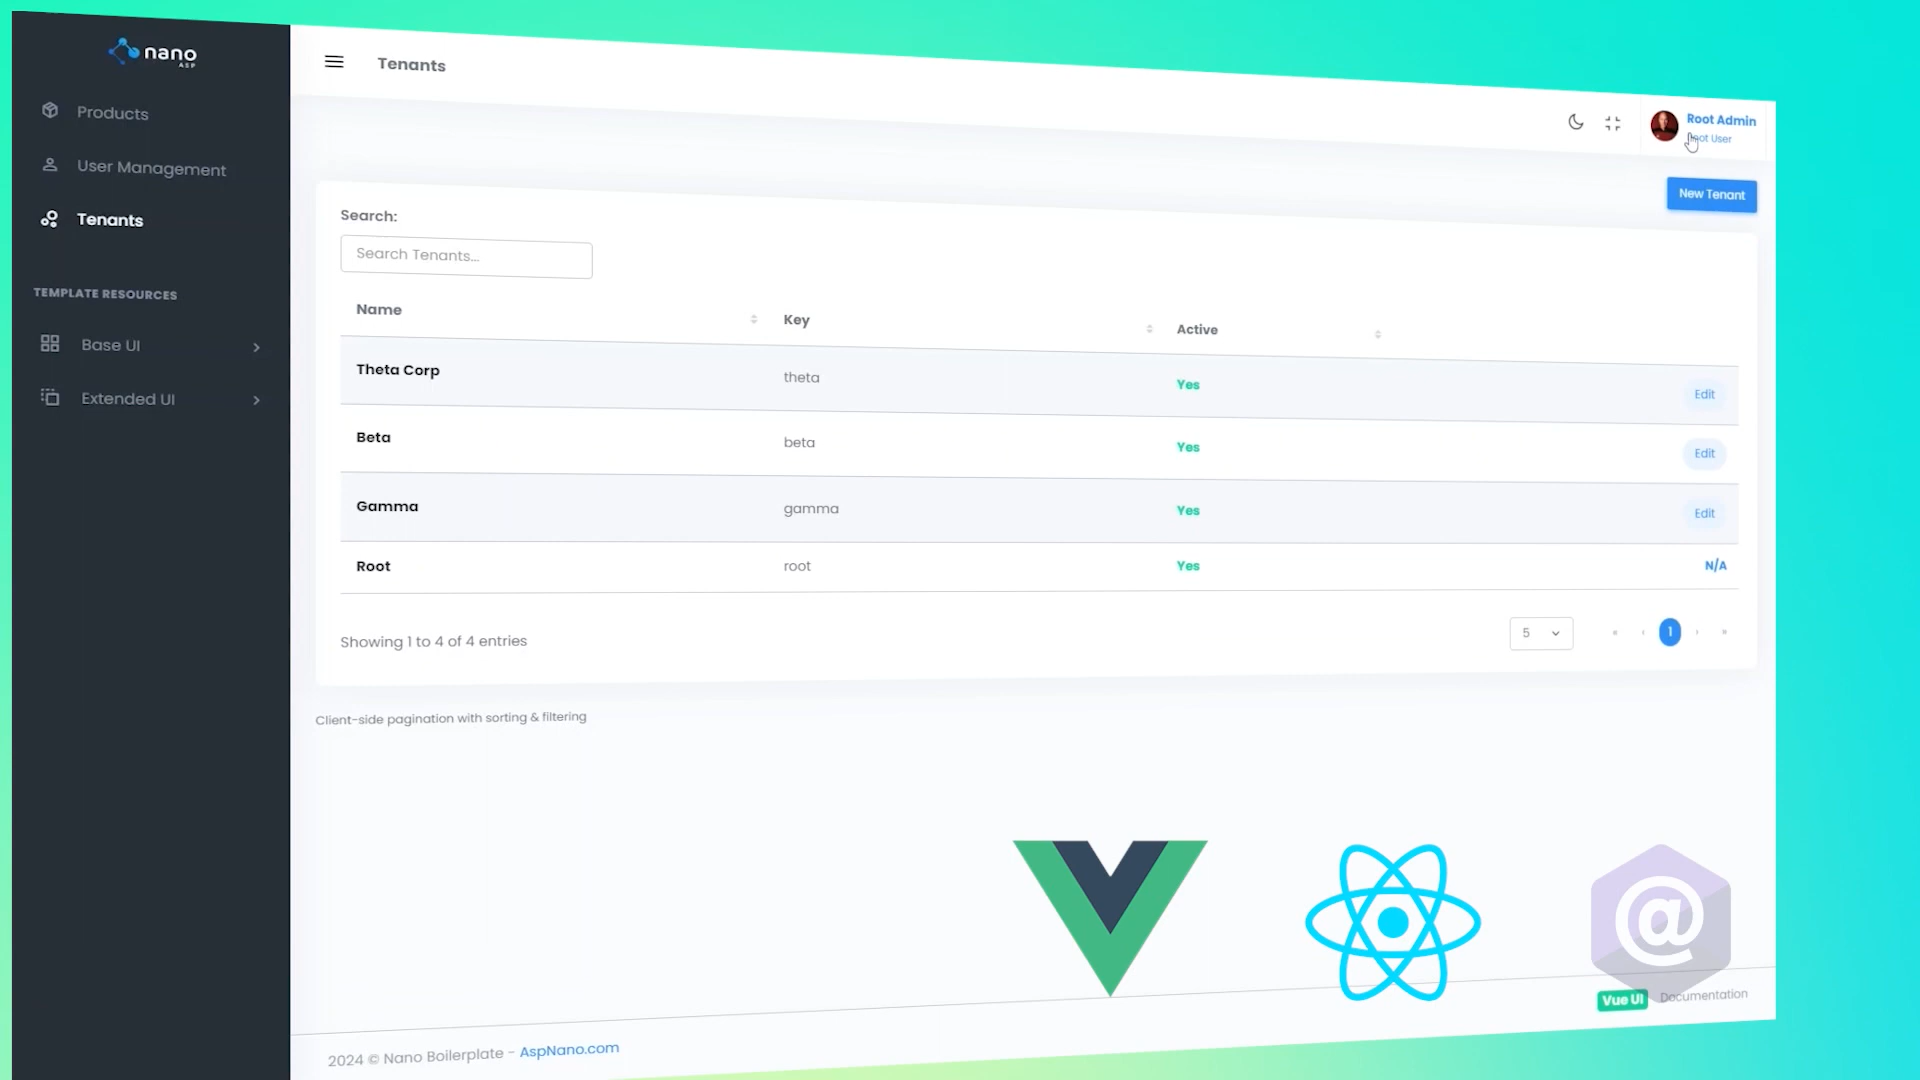 nano
ASP
Products
User Management
Tenants
TEMPLATE RESOURCES
Base UI
Extended UI
Tenants
Root Admin
Root User
New Tenant
Search:
Search Tenants...
Name Key Active
Theta Corp theta Yes Edit
Beta beta Yes Edit
Gamma gamma Yes Edit
Root root Yes N/A
Showing 1 to 4 of 4 entries
5 « ‹ 1 › »
Client-side pagination with sorting & filtering
@
Vue UI Documentation
2024 © Nano Boilerplate - AspNano.com